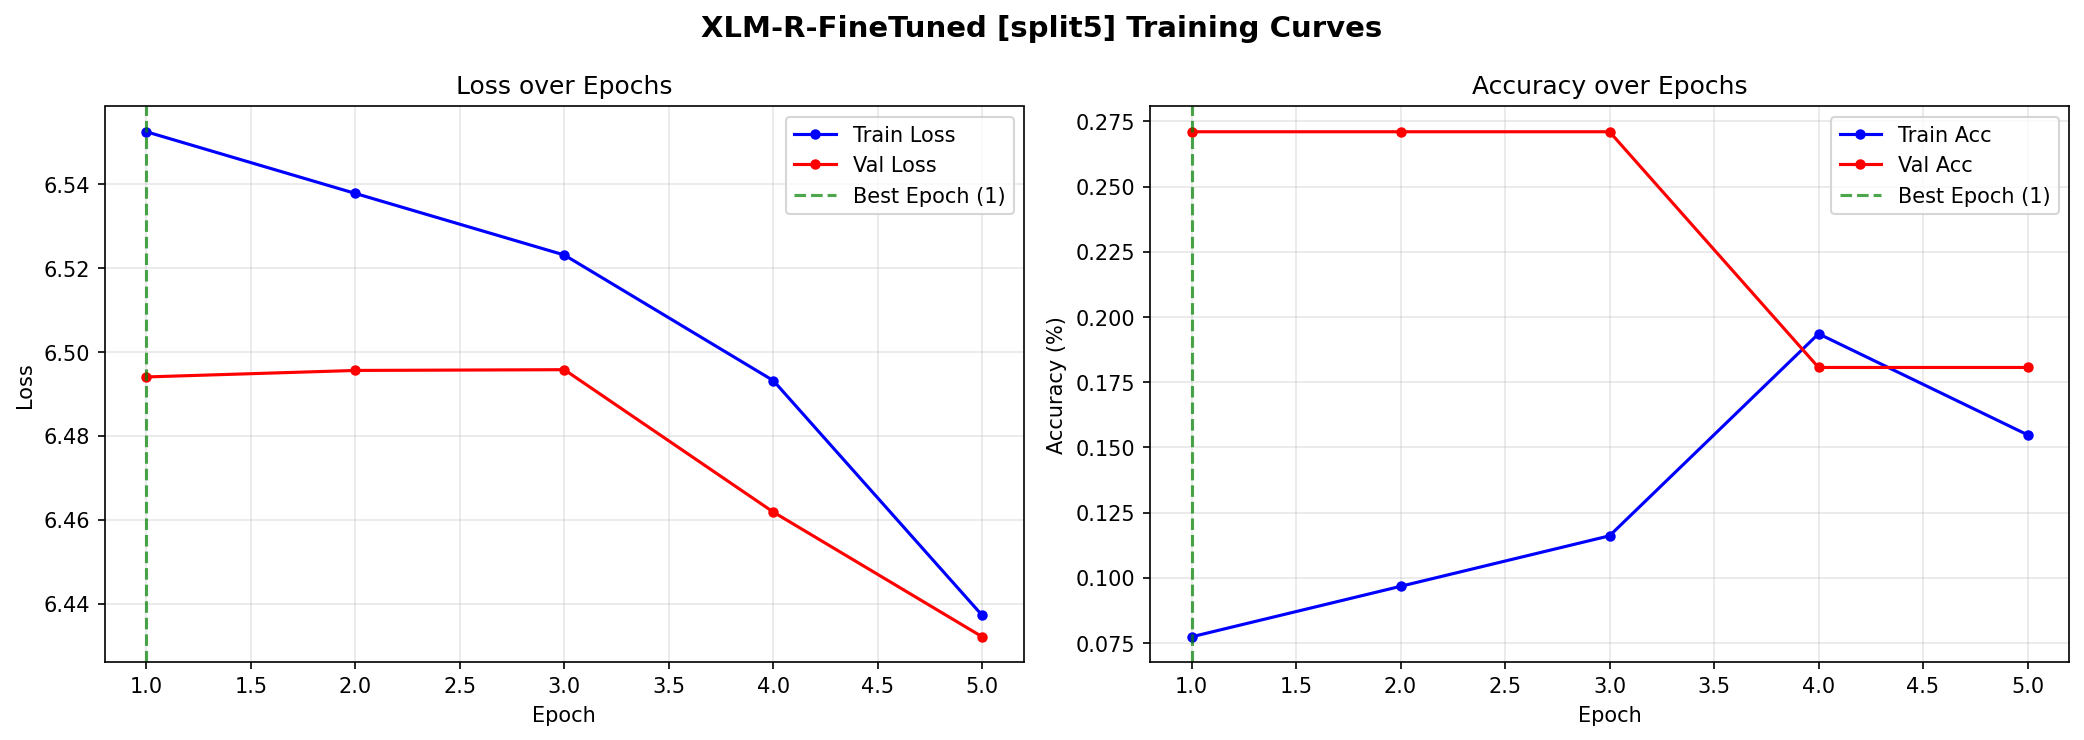 XLM-R-FineTuned [split5] Training Curves
Loss over Epochs
Train Loss
Val Loss
Best Epoch (1)
Loss
6.54
6.52
6.50
6.48
6.46
6.44
1.0 1.5 2.0 2.5 3.0 3.5 4.0 4.5 5.0
Epoch
Accuracy over Epochs
Train Acc
Val Acc
Best Epoch (1)
Accuracy (%)
0.275
0.250
0.225
0.200
0.175
0.150
0.125
0.100
0.075
1.0 1.5 2.0 2.5 3.0 3.5 4.0 4.5 5.0
Epoch